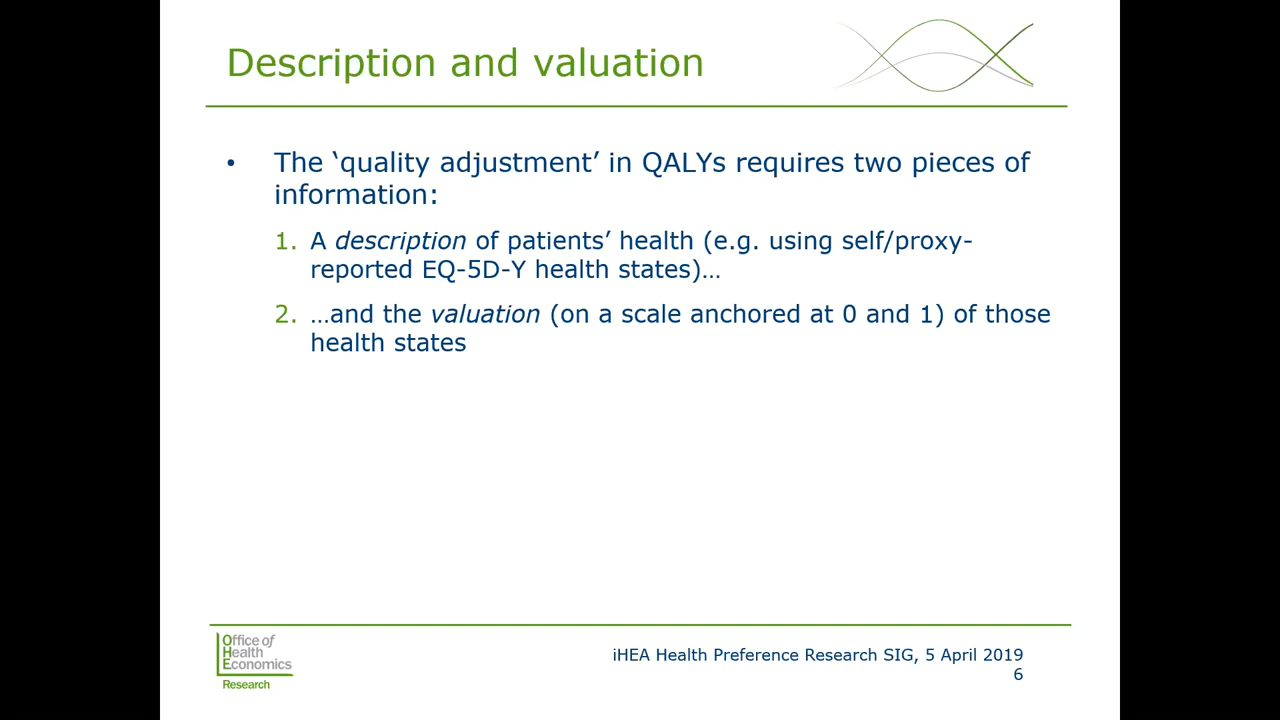 Description and valuation
• The ‘quality adjustment’ in QALYs requires two pieces of
information:
1. A description of patients’ health (e.g. using self/proxy-
reported EQ-5D-Y health states)…
2. …and the valuation (on a scale anchored at 0 and 1) of those
health states
Office of
Health
Economics
Research
iHEA Health Preference Research SIG, 5 April 2019
6